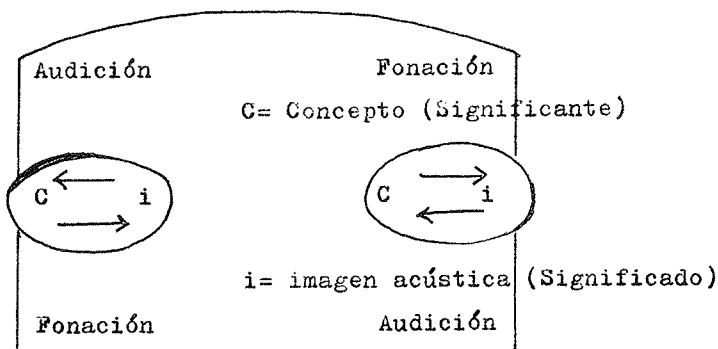 Audición Fonación
C= Concepto (Significante)
C i C i
i= imagen acústica (Significado)
Fonación Audición